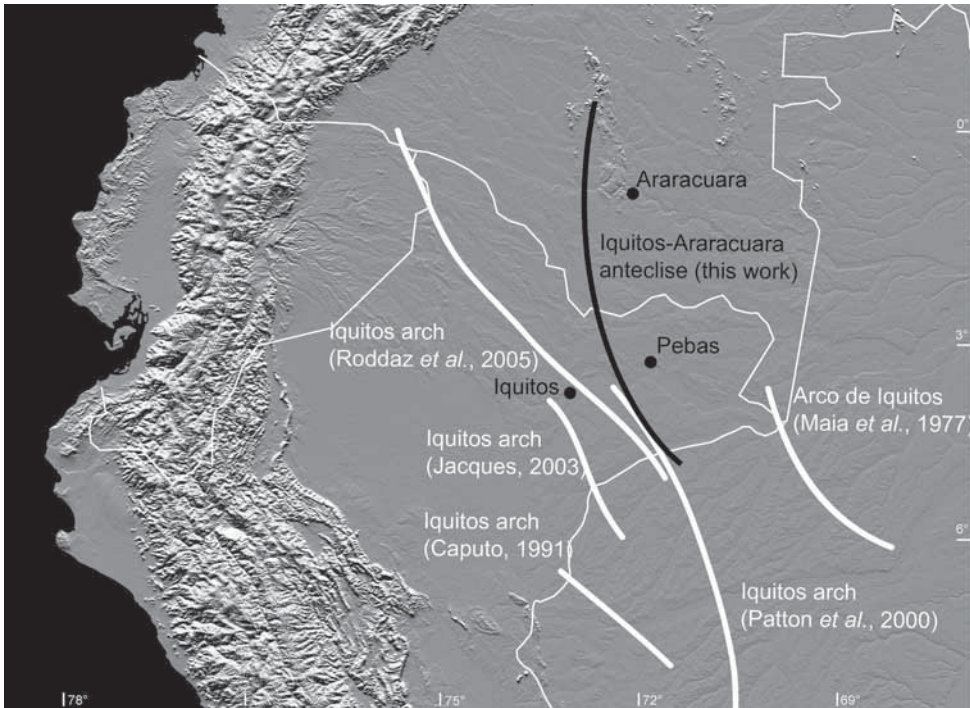 0°
Araracuara
Iquitos-Araracuara
anteclise (this work)
Iquitos arch
(Roddaz et al., 2005)
3°
Pebas
Iquitos
Arco de Iquitos
(Maia et al., 1977)
Iquitos arch
(Jacques, 2003)
Iquitos arch
(Caputo, 1991)
6°
Iquitos arch
(Patton et al., 2000)
78°
75°
72°
69°